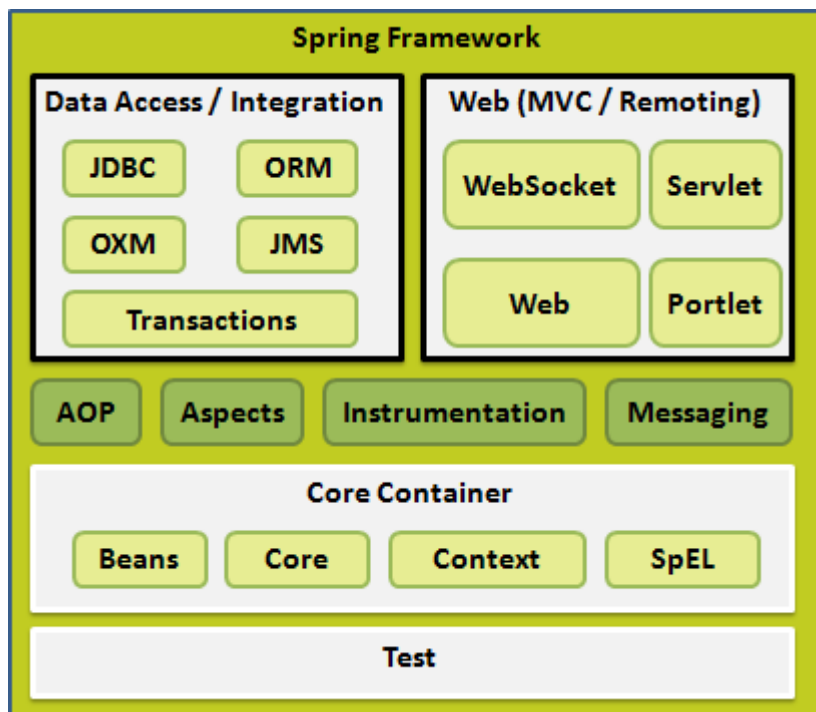 Spring Framework
Data Access / Integration
JDBC ORM
OXM JMS
Transactions
Web (MVC / Remoting)
WebSocket Servlet
Web Portlet
AOP Aspects Instrumentation Messaging
Core Container
Beans Core Context SpEL
Test